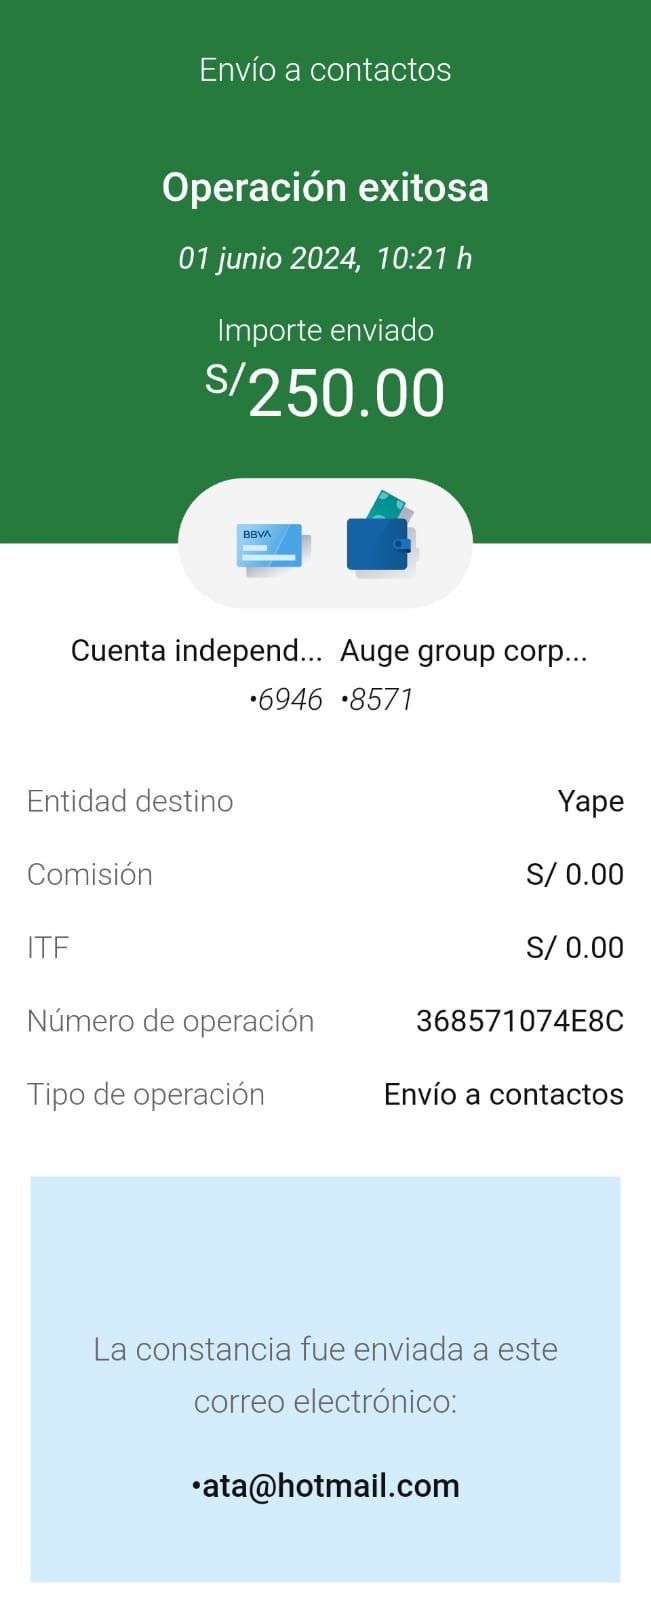 Envío a contactos
Operación exitosa
01 junio 2024, 10:21 h
Importe enviado
S/250.00
BBVA
Cuenta independ... Auge group corp...
•6946 •8571
Entidad destino Yape
Comisión S/ 0.00
ITF S/ 0.00
Número de operación 368571074E8C
Tipo de operación Envío a contactos
La constancia fue enviada a este
correo electrónico:
•ata@hotmail.com